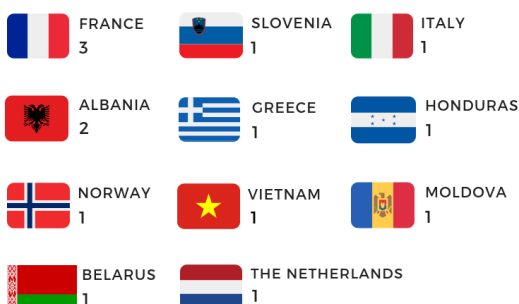 FRANCE
3
SLOVENIA
1
ITALY
1
ALBANIA
2
GREECE
1
HONDURAS
1
NORWAY
1
VIETNAM
1
MOLDOVA
1
BELARUS
1
THE NETHERLANDS
1